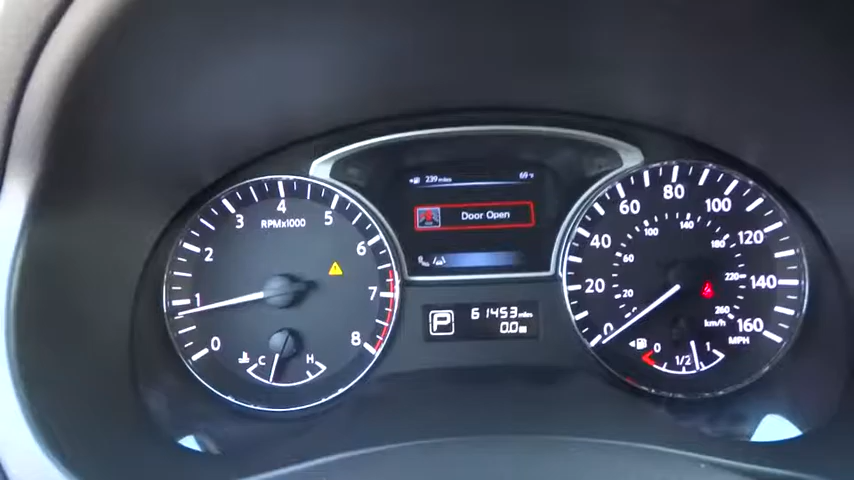 239 miles 69°F
Door Open
0 1 2 3 4 5 6 7 8
RPMx1000
C H
P
61453 miles
0.0
0 20 40 60 80 100 120 140 160
MPH
20 60 100 140 180 220 260
km/h
0 1/2 1